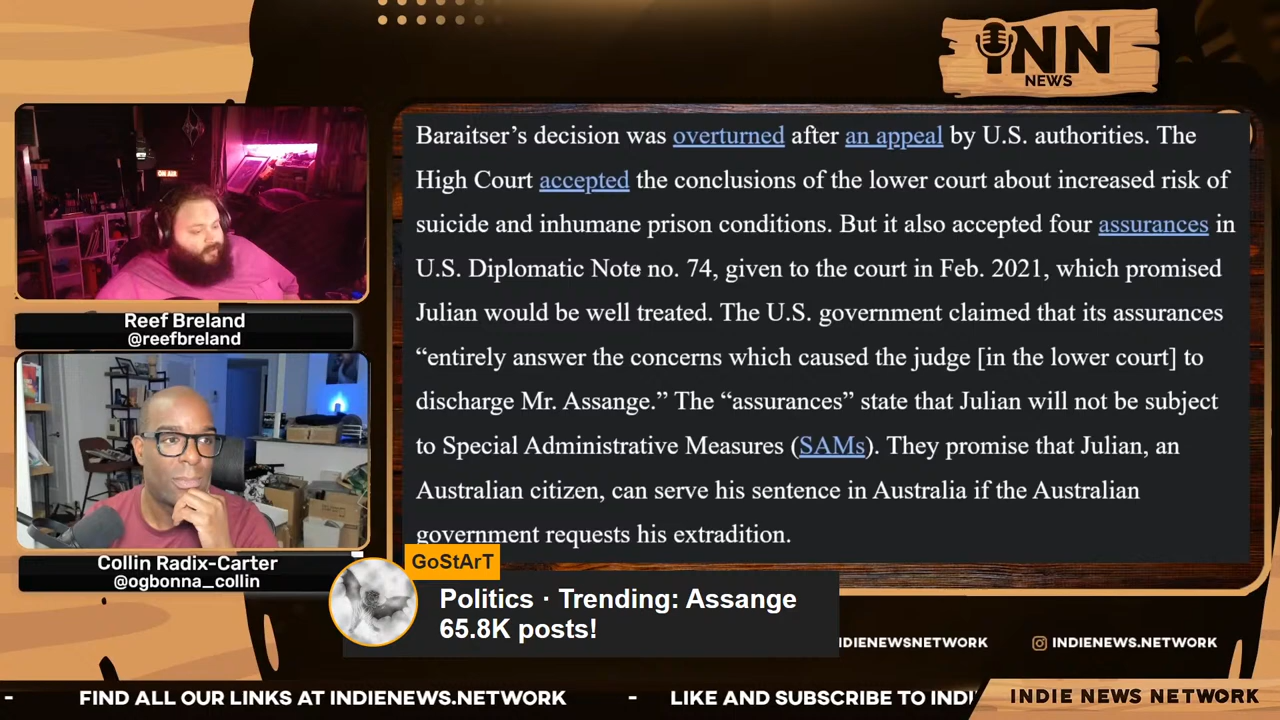 INN
NEWS
ON AIR
Baraitser’s decision was overturned after an appeal by U.S. authorities. The
High Court accepted the conclusions of the lower court about increased risk of
suicide and inhumane prison conditions. But it also accepted four assurances in
U.S. Diplomatic Note no. 74, given to the court in Feb. 2021, which promised
Julian would be well treated. The U.S. government claimed that its assurances
“entirely answer the concerns which caused the judge [in the lower court] to
discharge Mr. Assange.” The “assurances” state that Julian will not be subject
to Special Administrative Measures (SAMs). They promise that Julian, an
Australian citizen, can serve his sentence in Australia if the Australian
government requests his extradition.
Reef Breland
@reefbreland
Collin Radix-Carter
@ogbonna_collin
GoStArT
Politics · Trending: Assange
65.8K posts!
INDIENEWSNETWORK
INDIENEWS.NETWORK
- FIND ALL OUR LINKS AT INDIENEWS.NETWORK - LIKE AND SUBSCRIBE TO INDI
INDIE NEWS NETWORK